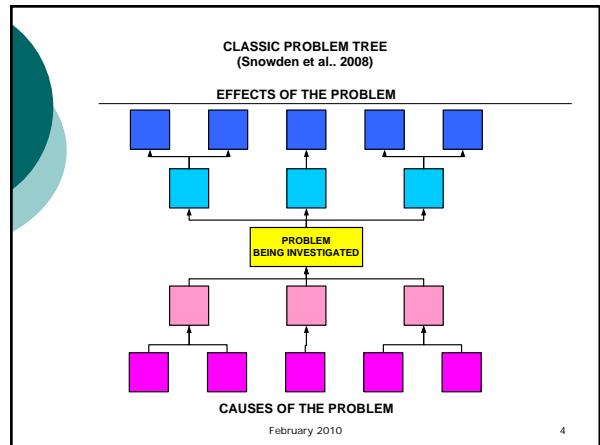 CLASSIC PROBLEM TREE
(Snowden et al.. 2008)
EFFECTS OF THE PROBLEM
PROBLEM
BEING INVESTIGATED
CAUSES OF THE PROBLEM
February 2010
4